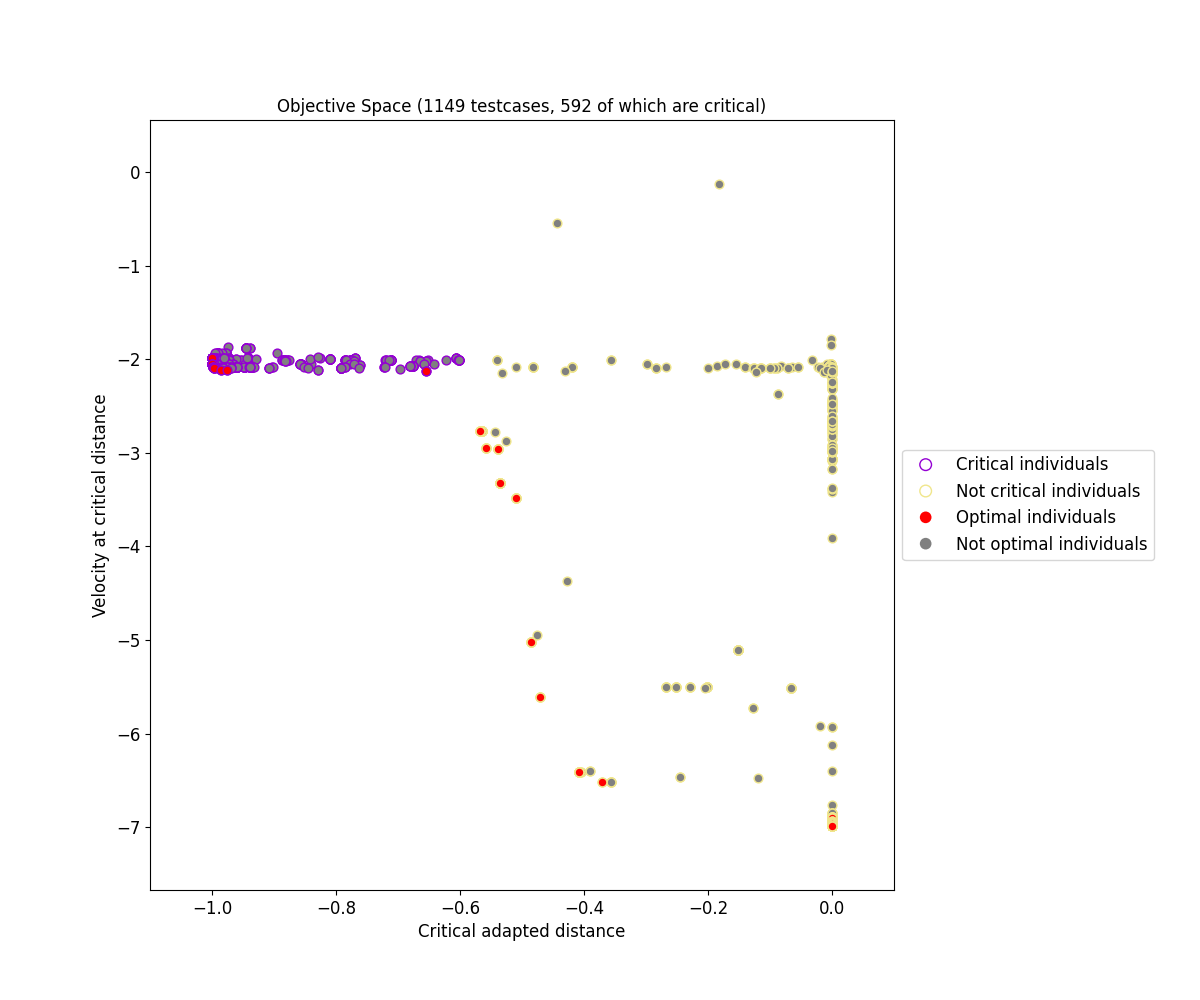 Objective Space (1149 testcases, 592 of which are critical)
0
−1
−2
−3
−4
−5
−6
−7
Velocity at critical distance
−1.0
−0.8
−0.6
−0.4
−0.2
0.0
Critical adapted distance
Critical individuals
Not critical individuals
Optimal individuals
Not optimal individuals